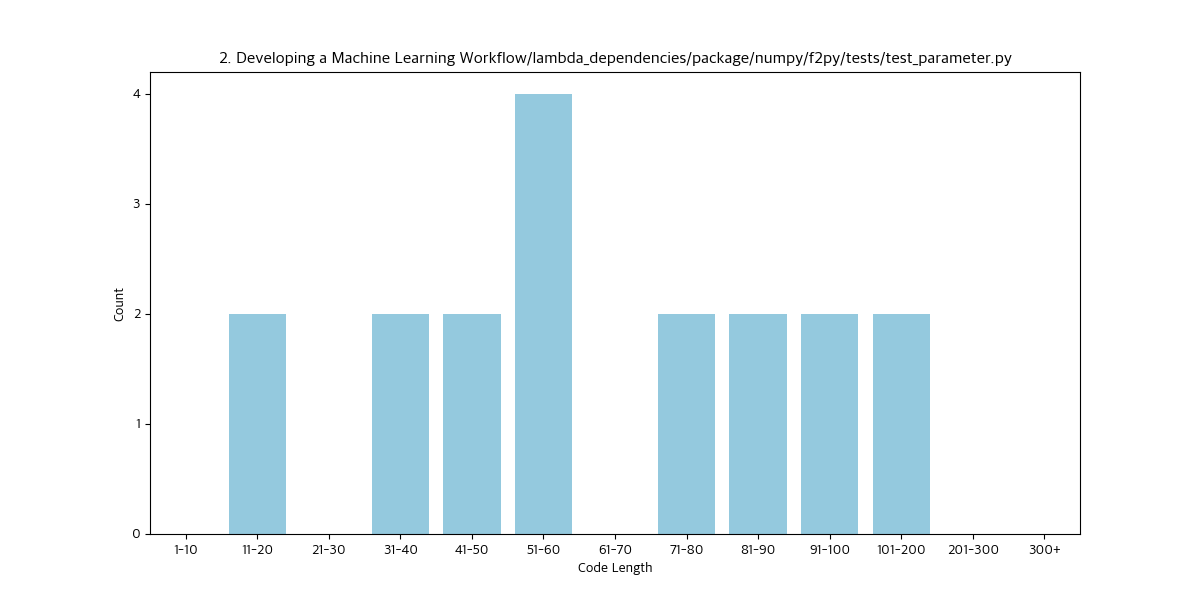 2. Developing a Machine Learning Workflow/lambda_dependencies/package/numpy/f2py/tests/test_parameter.py
4
3
2
1
0
Count
1-10 11-20 21-30 31-40 41-50 51-60 61-70 71-80 81-90 91-100 101-200 201-300 300+
Code Length